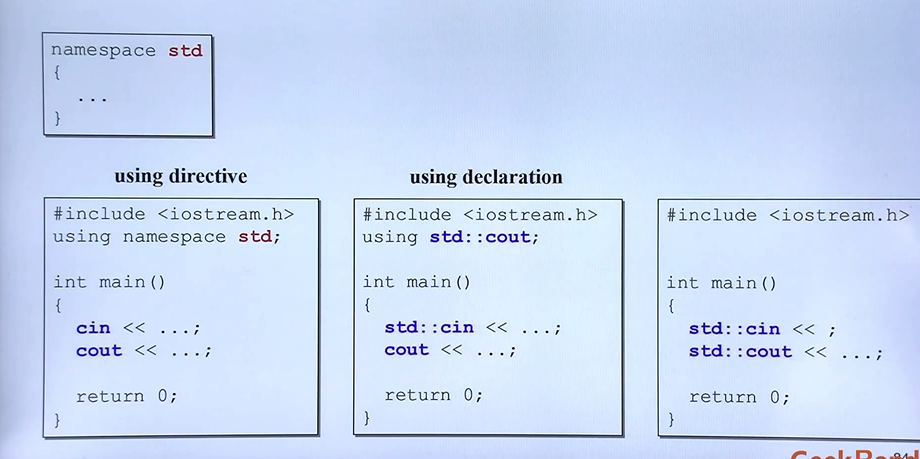 namespace std
{
...
}
using directive
#include <iostream.h>
using namespace std;
int main()
{
cin << ...;
cout << ...;
return 0;
}
using declaration
#include <iostream.h>
using std::cout;
int main()
{
std::cin << ...;
cout << ...;
return 0;
}
#include <iostream.h>
int main()
{
std::cin << ;
std::cout << ...;
return 0;
}